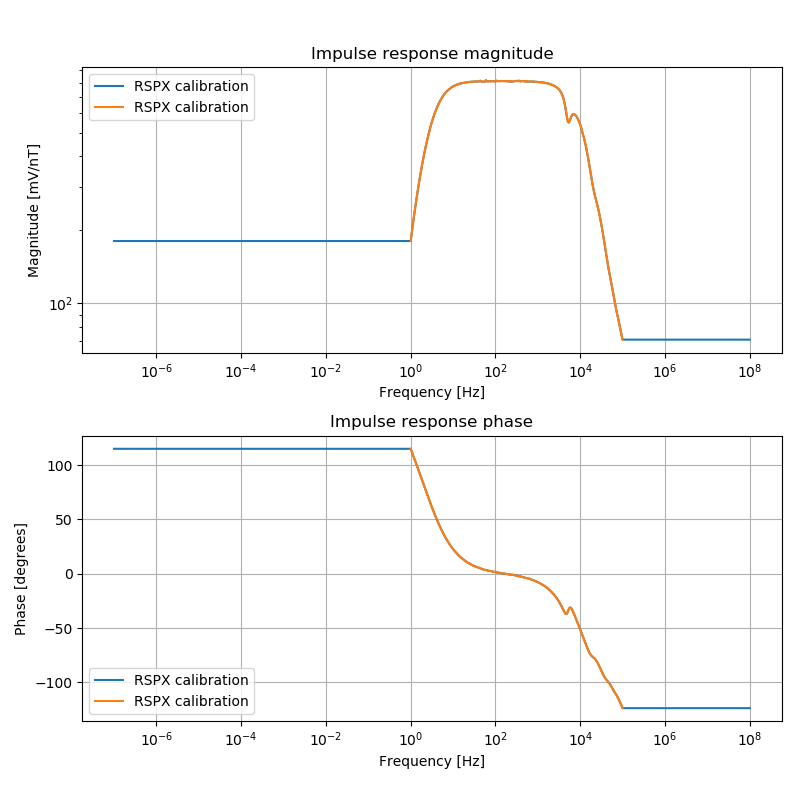 Impulse response magnitude
RSPX calibration
RSPX calibration
Magnitude [mV/nT]
10²
10⁻⁶ 10⁻⁴ 10⁻² 10⁰ 10² 10⁴ 10⁶ 10⁸
Frequency [Hz]
Impulse response phase
100
50
0
−50
−100
Phase [degrees]
RSPX calibration
RSPX calibration
10⁻⁶ 10⁻⁴ 10⁻² 10⁰ 10² 10⁴ 10⁶ 10⁸
Frequency [Hz]